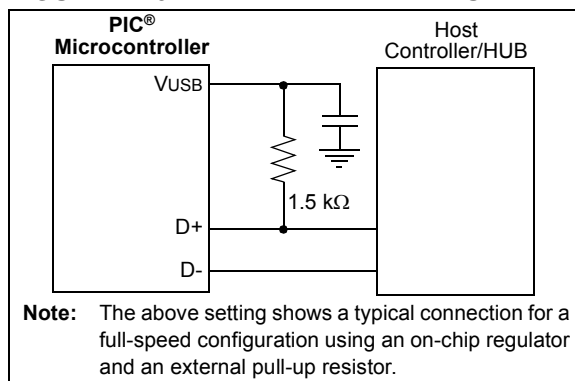 PIC®
Microcontroller
Host
Controller/HUB
VUSB
1.5 kΩ
D+
D-
Note: The above setting shows a typical connection for a
full-speed configuration using an on-chip regulator
and an external pull-up resistor.